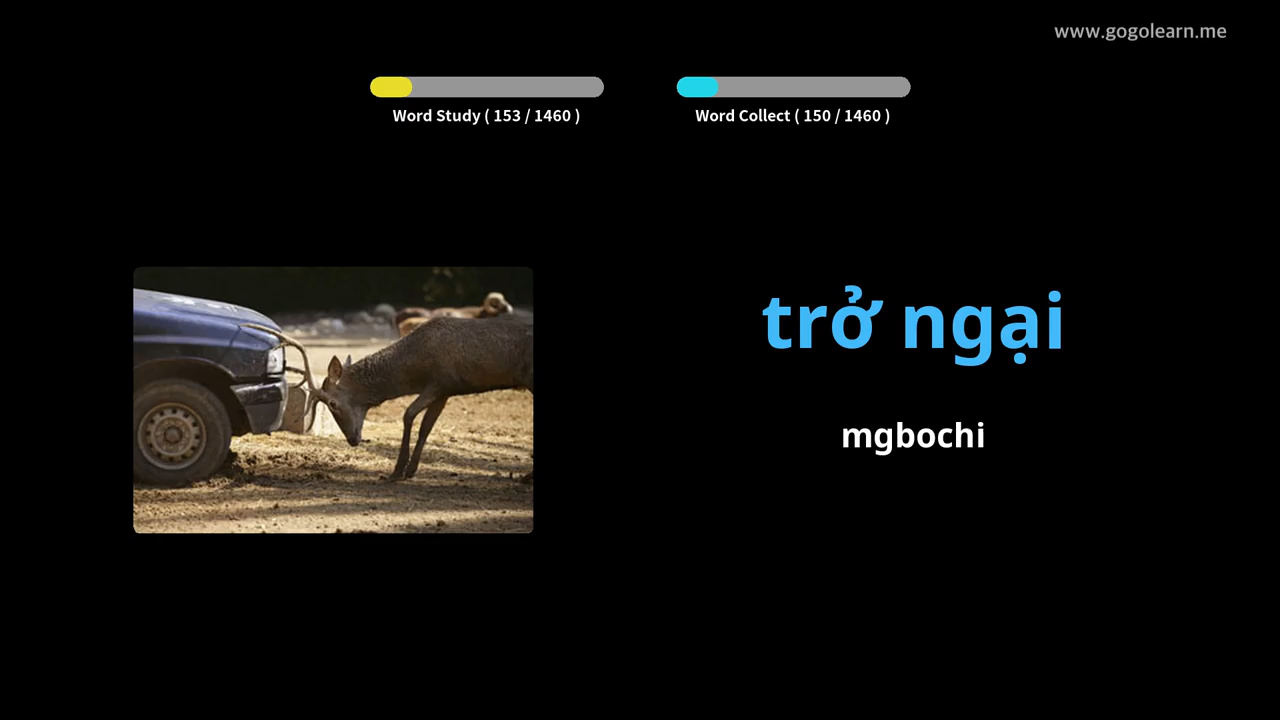 www.gogolearn.me
Word Study ( 153 / 1460 )
Word Collect ( 150 / 1460 )
trở ngại
mgbochi